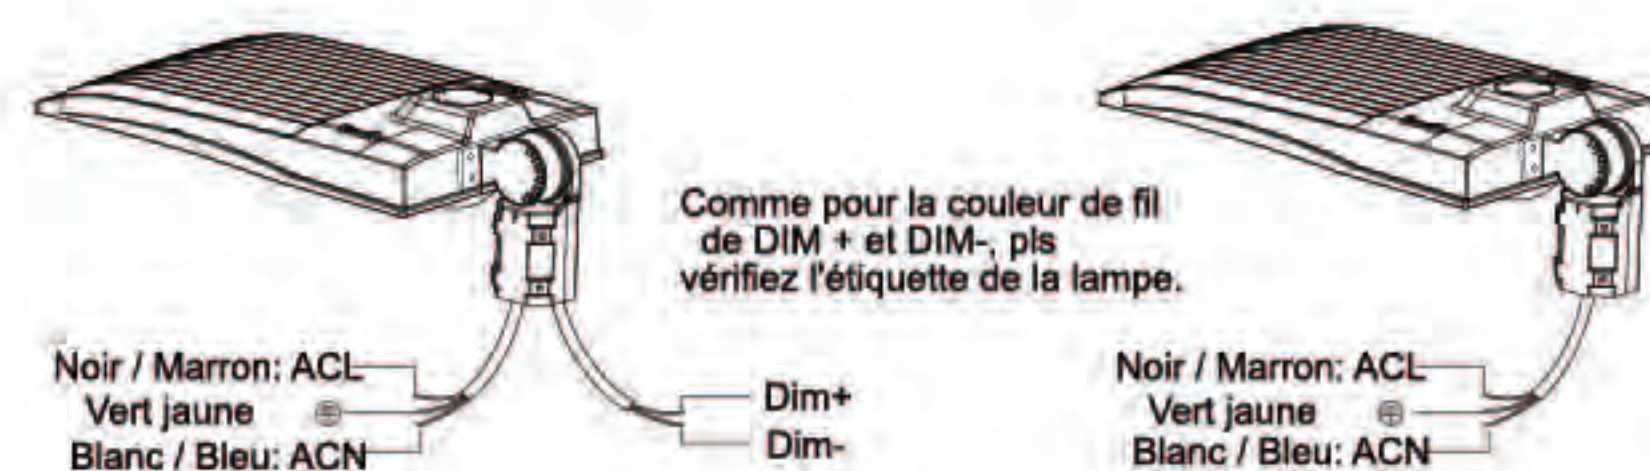 Comme pour la couleur de fil
de DIM + et DIM-, pls
vérifiez l'étiquette de la lampe.
Noir / Marron: ACL
Vert jaune
Blanc / Bleu: ACN
Dim+
Dim-
Noir / Marron: ACL
Vert jaune
Blanc / Bleu: ACN